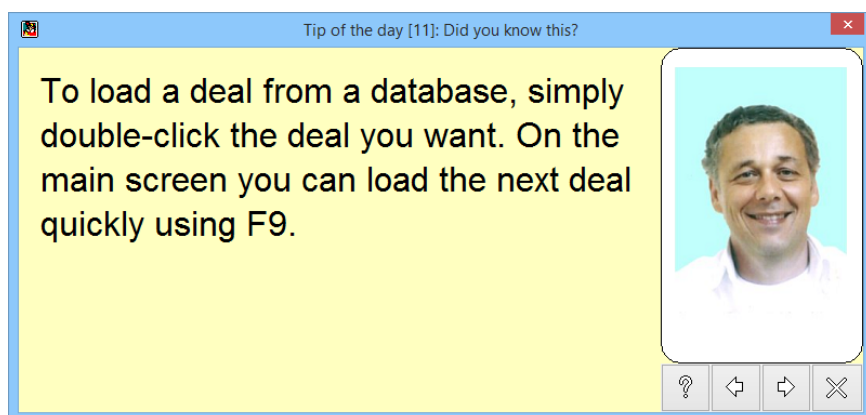 Tip of the day [11]: Did you know this?
To load a deal from a database, simply
double-click the deal you want. On the
main screen you can load the next deal
quickly using F9.
?